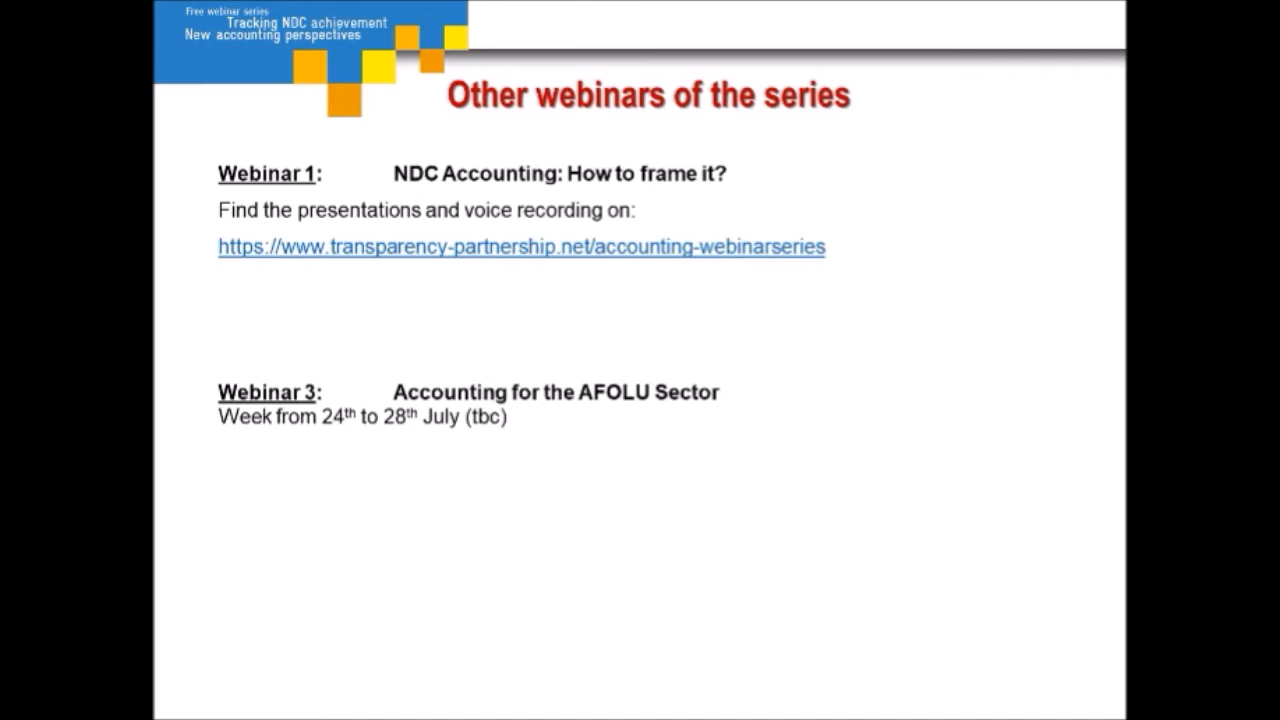 Free webinar series
Tracking NDC achievement
New accounting perspectives
Other webinars of the series
Webinar 1: NDC Accounting: How to frame it?
Find the presentations and voice recording on:
https://www.transparency-partnership.net/accounting-webinarseries
Webinar 3: Accounting for the AFOLU Sector
Week from 24th to 28th July (tbc)